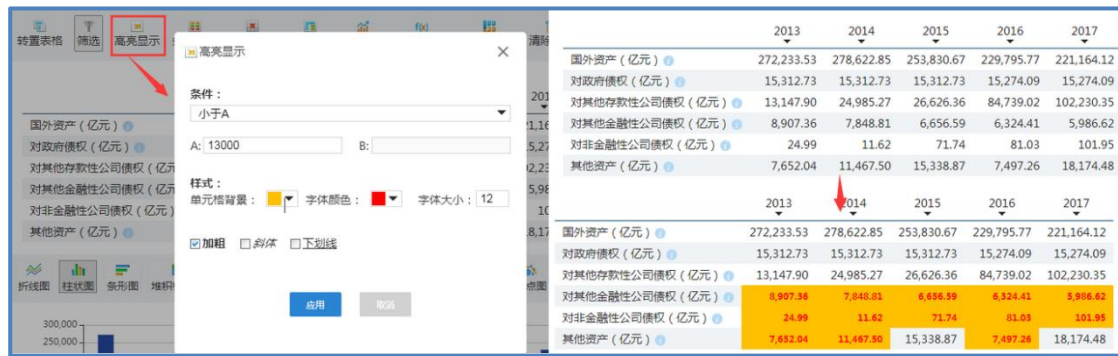 转置表格 筛选 高亮显示 f(x) 清除
高亮显示
条件：
小于A
A: 13000 B:
样式：
单元格背景： 字体颜色： 字体大小： 12
加粗 斜体 下划线
应用 取消
201
国外资产（亿元） 1,16
对政府债权（亿元） 5,27
对其他存款性公司债权（亿元 02,23
对其他金融性公司债权（亿元 5,98
对非金融性公司债权（亿元） 10
其他资产（亿元） 8,17
折线图 柱状图 条形图 堆积 点图
300,000
250,000
2013 2014 2015 2016 2017
国外资产（亿元） 272,233.53 278,622.85 253,830.67 229,795.77 221,164.12
对政府债权（亿元） 15,312.73 15,312.73 15,312.73 15,274.09 15,274.09
对其他存款性公司债权（亿元） 13,147.90 24,985.27 26,626.36 84,739.02 102,230.35
对其他金融性公司债权（亿元） 8,907.36 7,848.81 6,656.59 6,324.41 5,986.62
对非金融性公司债权（亿元） 24.99 11.62 71.74 81.03 101.95
其他资产（亿元） 7,652.04 11,467.50 15,338.87 7,497.26 18,174.48
2013 2014 2015 2016 2017
国外资产（亿元） 272,233.53 278,622.85 253,830.67 229,795.77 221,164.12
对政府债权（亿元） 15,312.73 15,312.73 15,312.73 15,274.09 15,274.09
对其他存款性公司债权（亿元） 13,147.90 24,985.27 26,626.36 84,739.02 102,230.35
对其他金融性公司债权（亿元） 8,907.36 7,848.81 6,656.59 6,324.41 5,986.62
对非金融性公司债权（亿元） 24.99 11.62 71.74 81.03 101.95
其他资产（亿元） 7,652.04 11,467.50 15,338.87 7,497.26 18,174.48